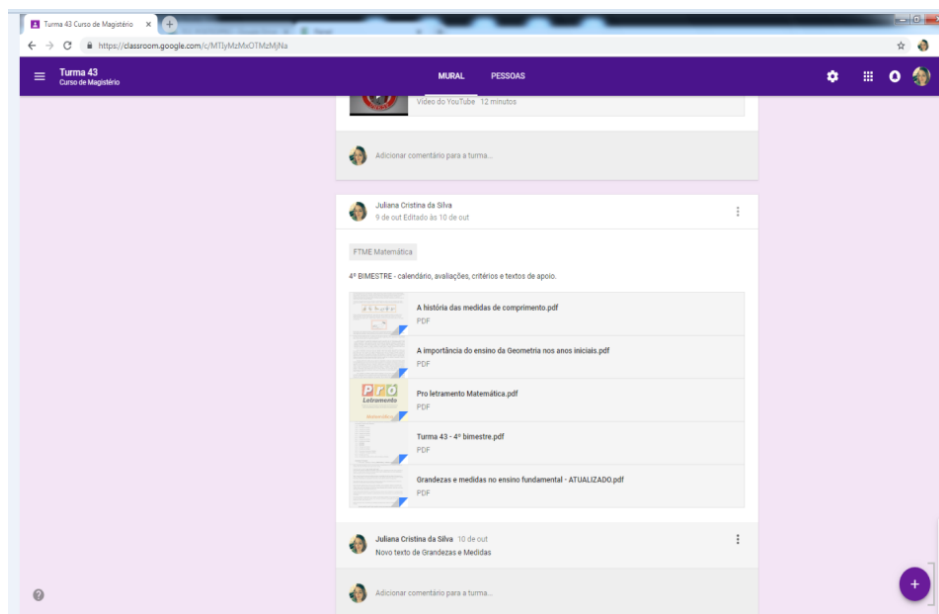 Turma 43 Curso de Magistério
https://classroom.google.com/c/MTIyMzMxOTMzMjNa
Turma 43
Curso de Magistério
MURAL
PESSOAS
Vídeo do YouTube 12 minutos
Adicionar comentário para a turma...
Juliana Cristina da Silva
9 de out Editado às 10 de out
FTME Matemática
4º BIMESTRE - calendário, avaliações, critérios e textos de apoio.
A história das medidas de comprimento.pdf
PDF
A importância do ensino da Geometria nos anos iniciais.pdf
PDF
Pró
Letramento
Matemática
Pro letramento Matemática.pdf
PDF
Turma 43 - 4º bimestre.pdf
PDF
Grandezas e medidas no ensino fundamental - ATUALIZADO.pdf
PDF
Juliana Cristina da Silva 10 de out
Novo texto de Grandezas e Medidas
Adicionar comentário para a turma...